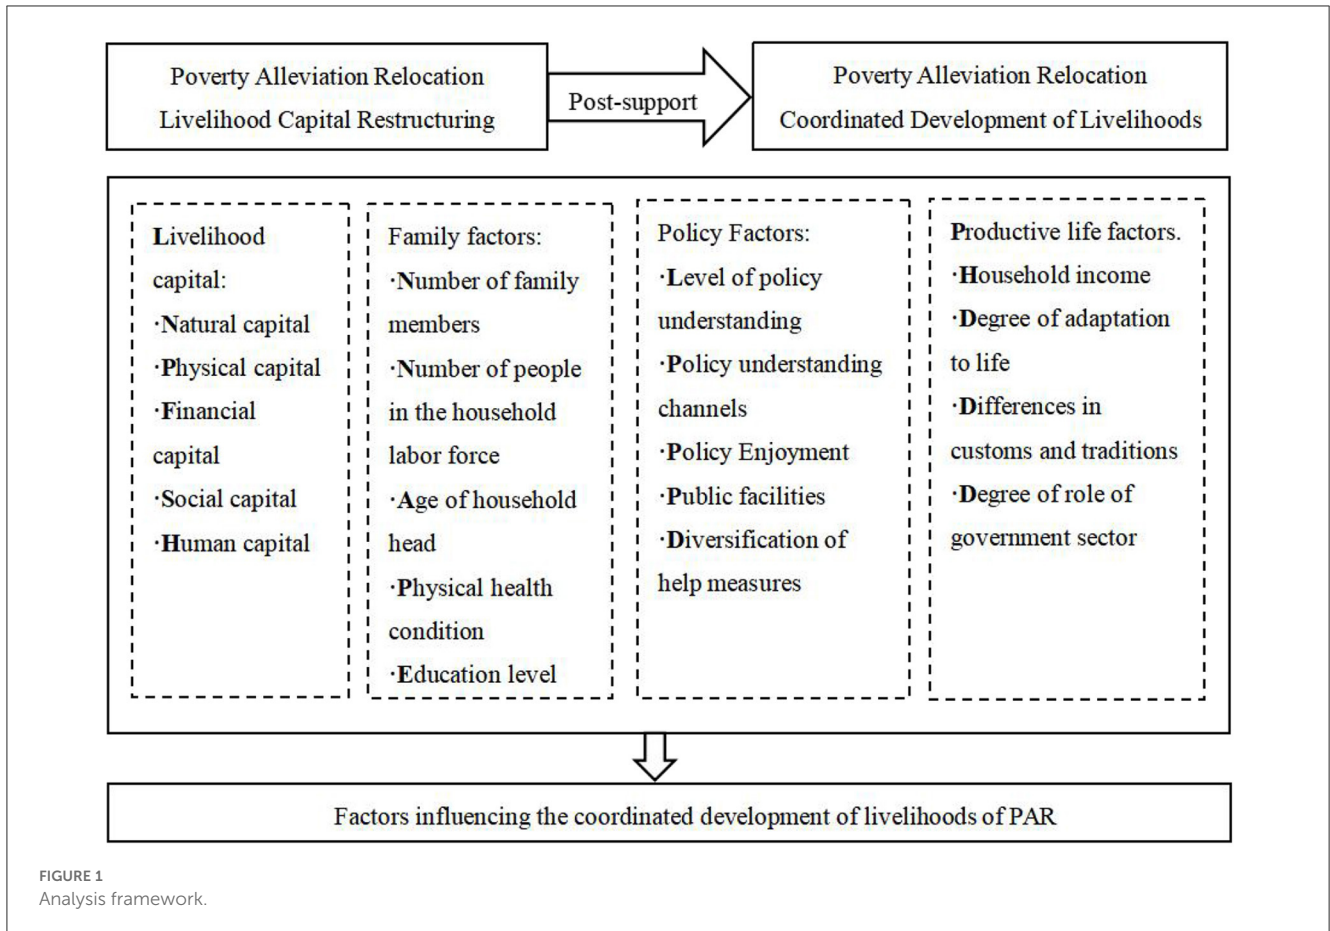 Poverty Alleviation Relocation
Livelihood Capital Restructuring
Post-support
Poverty Alleviation Relocation
Coordinated Development of Livelihoods
Livelihood
capital:
·Natural capital
·Physical capital
·Financial
capital
·Social capital
·Human capital
Family factors:
·Number of family
members
·Number of people
in the household
labor force
·Age of household
head
·Physical health
condition
·Education level
Policy Factors:
·Level of policy
understanding
·Policy understanding
channels
·Policy Enjoyment
·Public facilities
·Diversification of
help measures
Productive life factors.
·Household income
·Degree of adaptation
to life
·Differences in
customs and traditions
·Degree of role of
government sector
Factors influencing the coordinated development of livelihoods of PAR
FIGURE 1
Analysis framework.